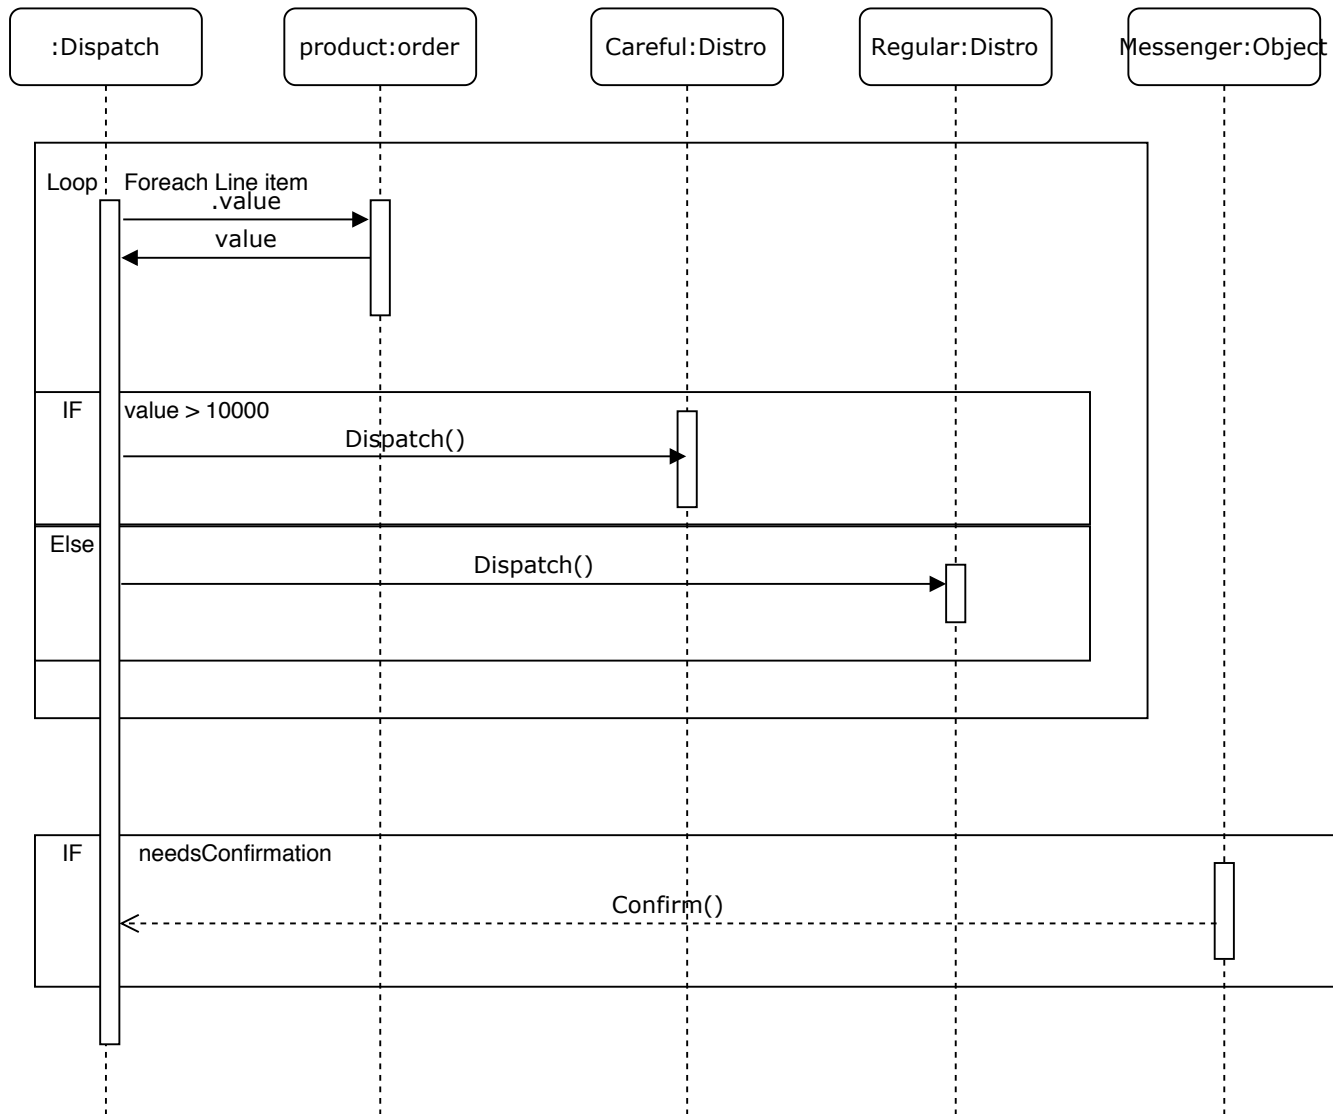 :Dispatch
product:order
Careful:Distro
Regular:Distro
Messenger:Object
Loop
Foreach Line item
.value
value
IF
value > 10000
Dispatch()
Else
Dispatch()
IF
needsConfirmation
Confirm()